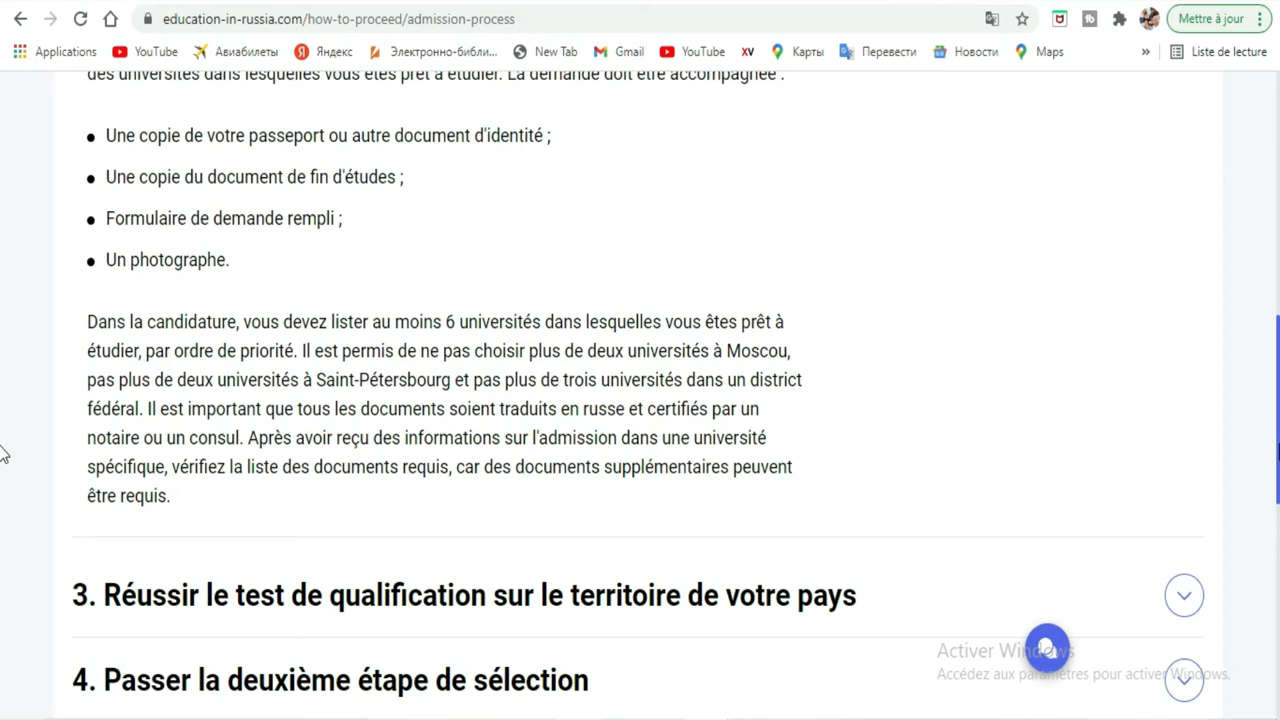 education-in-russia.com/how-to-proceed/admission-process
Mettre à jour
Applications
YouTube
Авиабилеты
Яндекс
Электронно-библи...
New Tab
Gmail
YouTube
XV
Карты
Перевести
Новости
Maps
»
Liste de lecture
des universités dans lesquelles vous êtes prêt à étudier. La demande doit être accompagnée :
● Une copie de votre passeport ou autre document d'identité ;
● Une copie du document de fin d'études ;
● Formulaire de demande rempli ;
● Un photographe.
Dans la candidature, vous devez lister au moins 6 universités dans lesquelles vous êtes prêt à
étudier, par ordre de priorité. Il est permis de ne pas choisir plus de deux universités à Moscou,
pas plus de deux universités à Saint-Pétersbourg et pas plus de trois universités dans un district
fédéral. Il est important que tous les documents soient traduits en russe et certifiés par un
notaire ou un consul. Après avoir reçu des informations sur l'admission dans une université
spécifique, vérifiez la liste des documents requis, car des documents supplémentaires peuvent
être requis.
3. Réussir le test de qualification sur le territoire de votre pays
4. Passer la deuxième étape de sélection
Activer Windows
Accédez aux paramètres pour activer Windows.